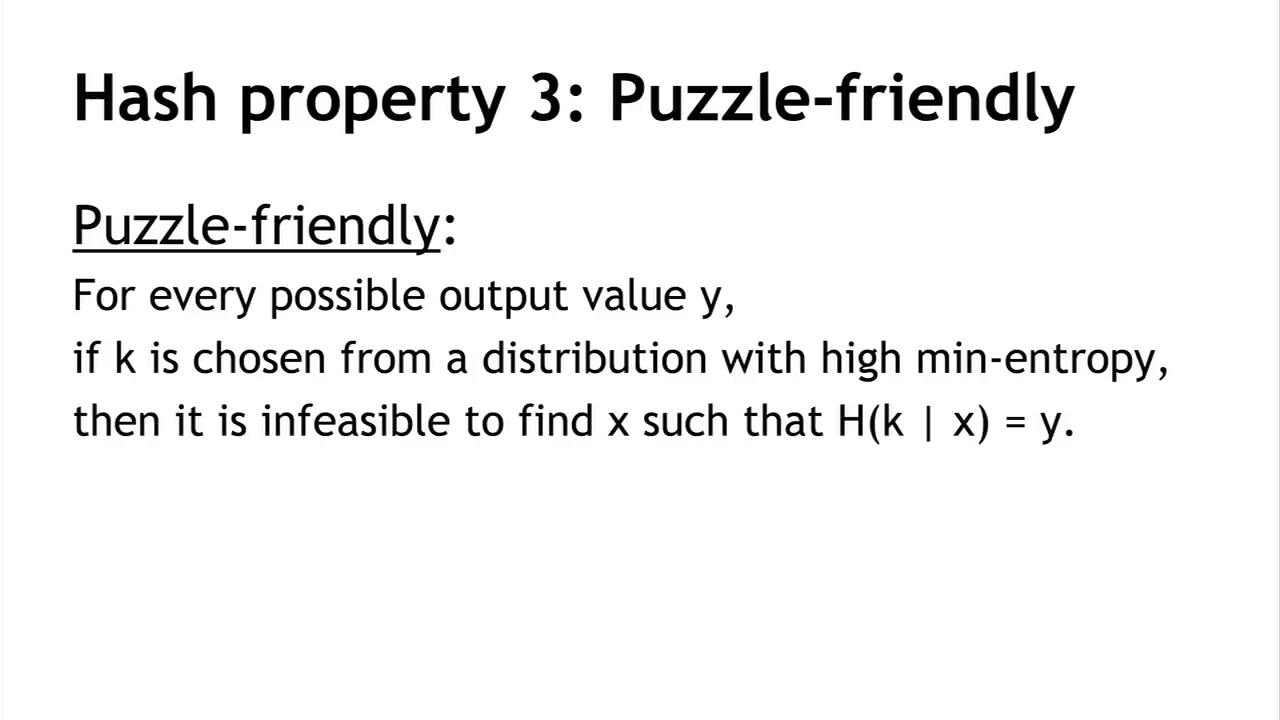 Hash property 3: Puzzle-friendly
Puzzle-friendly:
For every possible output value y,
if k is chosen from a distribution with high min-entropy,
then it is infeasible to find x such that H(k | x) = y.